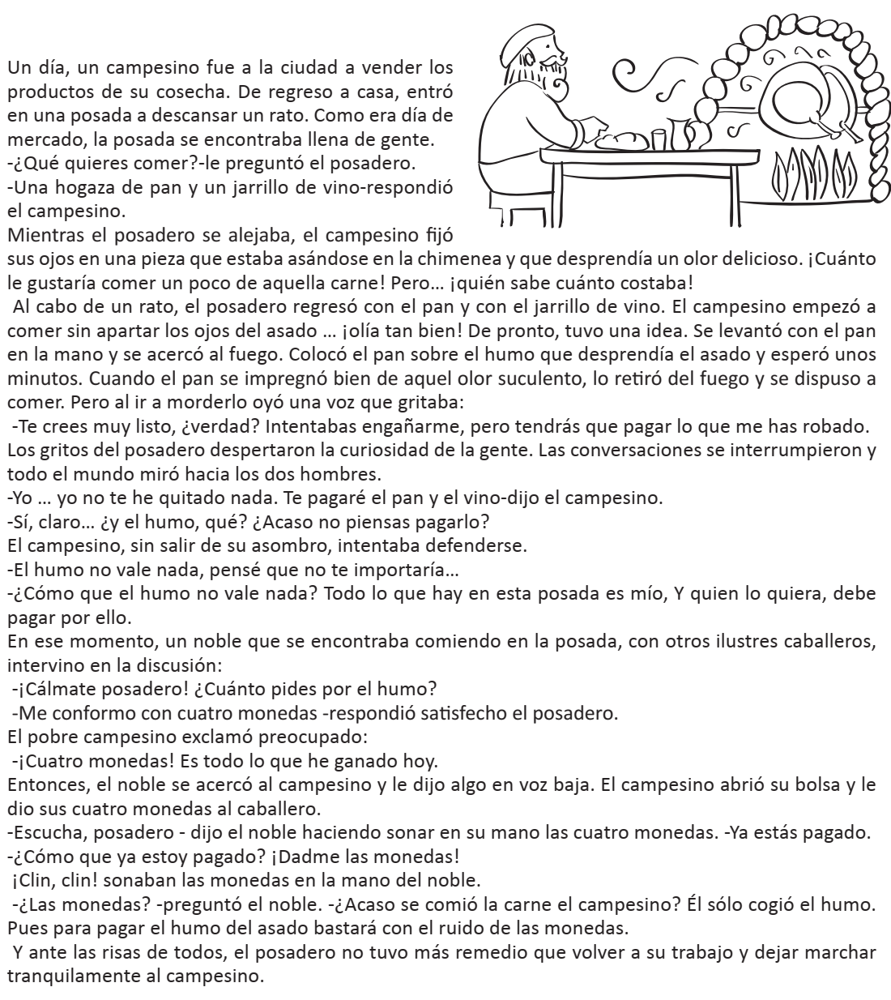 Un día, un campesino fue a la ciudad a vender los
productos de su cosecha. De regreso a casa, entró
en una posada a descansar un rato. Como era día de
mercado, la posada se encontraba llena de gente.
-¿Qué quieres comer?-le preguntó el posadero.
-Una hogaza de pan y un jarrillo de vino-respondió
el campesino.
Mientras el posadero se alejaba, el campesino fijó
sus ojos en una pieza que estaba asándose en la chimenea y que desprendía un olor delicioso. ¡Cuánto
le gustaría comer un poco de aquella carne! Pero... ¡quién sabe cuánto costaba!
Al cabo de un rato, el posadero regresó con el pan y con el jarrillo de vino. El campesino empezó a
comer sin apartar los ojos del asado ... ¡olía tan bien! De pronto, tuvo una idea. Se levantó con el pan
en la mano y se acercó al fuego. Colocó el pan sobre el humo que desprendía el asado y esperó unos
minutos. Cuando el pan se impregnó bien de aquel olor suculento, lo retiró del fuego y se dispuso a
comer. Pero al ir a morderlo oyó una voz que gritaba:
-Te crees muy listo, ¿verdad? Intentabas engañarme, pero tendrás que pagar lo que me has robado.
Los gritos del posadero despertaron la curiosidad de la gente. Las conversaciones se interrumpieron y
todo el mundo miró hacia los dos hombres.
-Yo ... yo no te he quitado nada. Te pagaré el pan y el vino-dijo el campesino.
-Sí, claro... ¿y el humo, qué? ¿Acaso no piensas pagarlo?
El campesino, sin salir de su asombro, intentaba defenderse.
-El humo no vale nada, pensé que no te importaría...
-¿Cómo que el humo no vale nada? Todo lo que hay en esta posada es mío, Y quien lo quiera, debe
pagar por ello.
En ese momento, un noble que se encontraba comiendo en la posada, con otros ilustres caballeros,
intervino en la discusión:
-¡Cálmate posadero! ¿Cuánto pides por el humo?
-Me conformo con cuatro monedas -respondió satisfecho el posadero.
El pobre campesino exclamó preocupado:
-¡Cuatro monedas! Es todo lo que he ganado hoy.
Entonces, el noble se acercó al campesino y le dijo algo en voz baja. El campesino abrió su bolsa y le
dio sus cuatro monedas al caballero.
-Escucha, posadero - dijo el noble haciendo sonar en su mano las cuatro monedas. -Ya estás pagado.
-¿Cómo que ya estoy pagado? ¡Dadme las monedas!
¡Clin, clin! sonaban las monedas en la mano del noble.
-¿Las monedas? -preguntó el noble. -¿Acaso se comió la carne el campesino? Él sólo cogió el humo.
Pues para pagar el humo del asado bastará con el ruido de las monedas.
Y ante las risas de todos, el posadero no tuvo más remedio que volver a su trabajo y dejar marchar
tranquilamente al campesino.